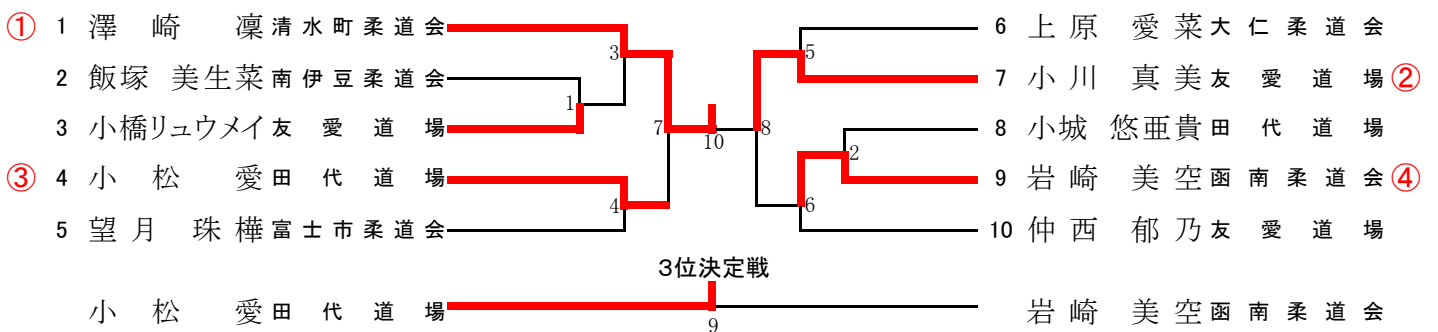 ① 1 澤崎 凜 清水町柔道会
2 飯塚 美生菜 南伊豆柔道会
3 小橋リュウメイ 友愛道場
③ 4 小松 愛 田代道場
5 望月 珠樺 富士市柔道会
6 上原 愛菜 大仁柔道会
7 小川 真美 友愛道場 ②
8 小城 悠亜貴 田代道場
9 岩崎 美空 函南柔道会 ④
10 仲西 郁乃 友愛道場
3
1
7
4
10
5
8
2
6
3位決定戦
小松 愛 田代道場
9
岩崎 美空 函南柔道会